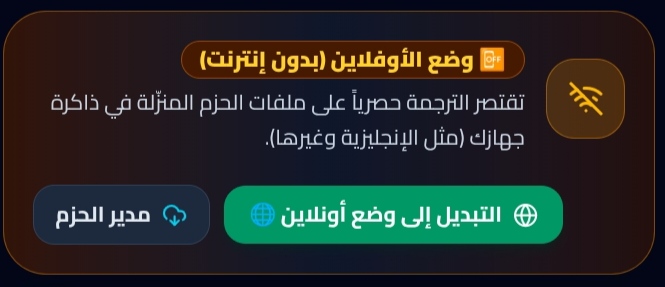 📴 وضع الأوفلاين (بدون إنترنت)
تقتصر الترجمة حصرياً على ملفات الحزم المنزّلة في ذاكرة
جهازك (مثل الإنجليزية وغيرها).
التبديل إلى وضع أونلاين 🌐
مدير الحزم